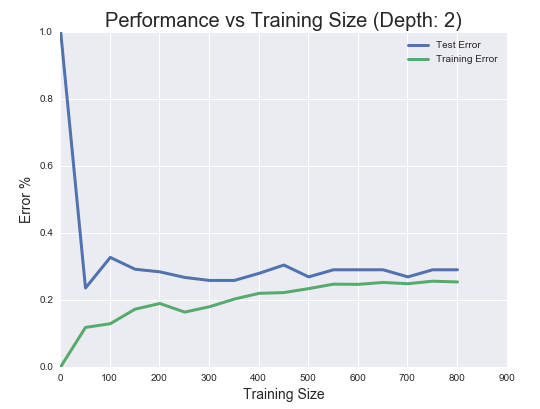 Performance vs Training Size (Depth: 2)
1.0
Test Error
Training Error
0.8
0.6
Error %
0.4
0.2
0.0
0 100 200 300 400 500 600 700 800 900
Training Size